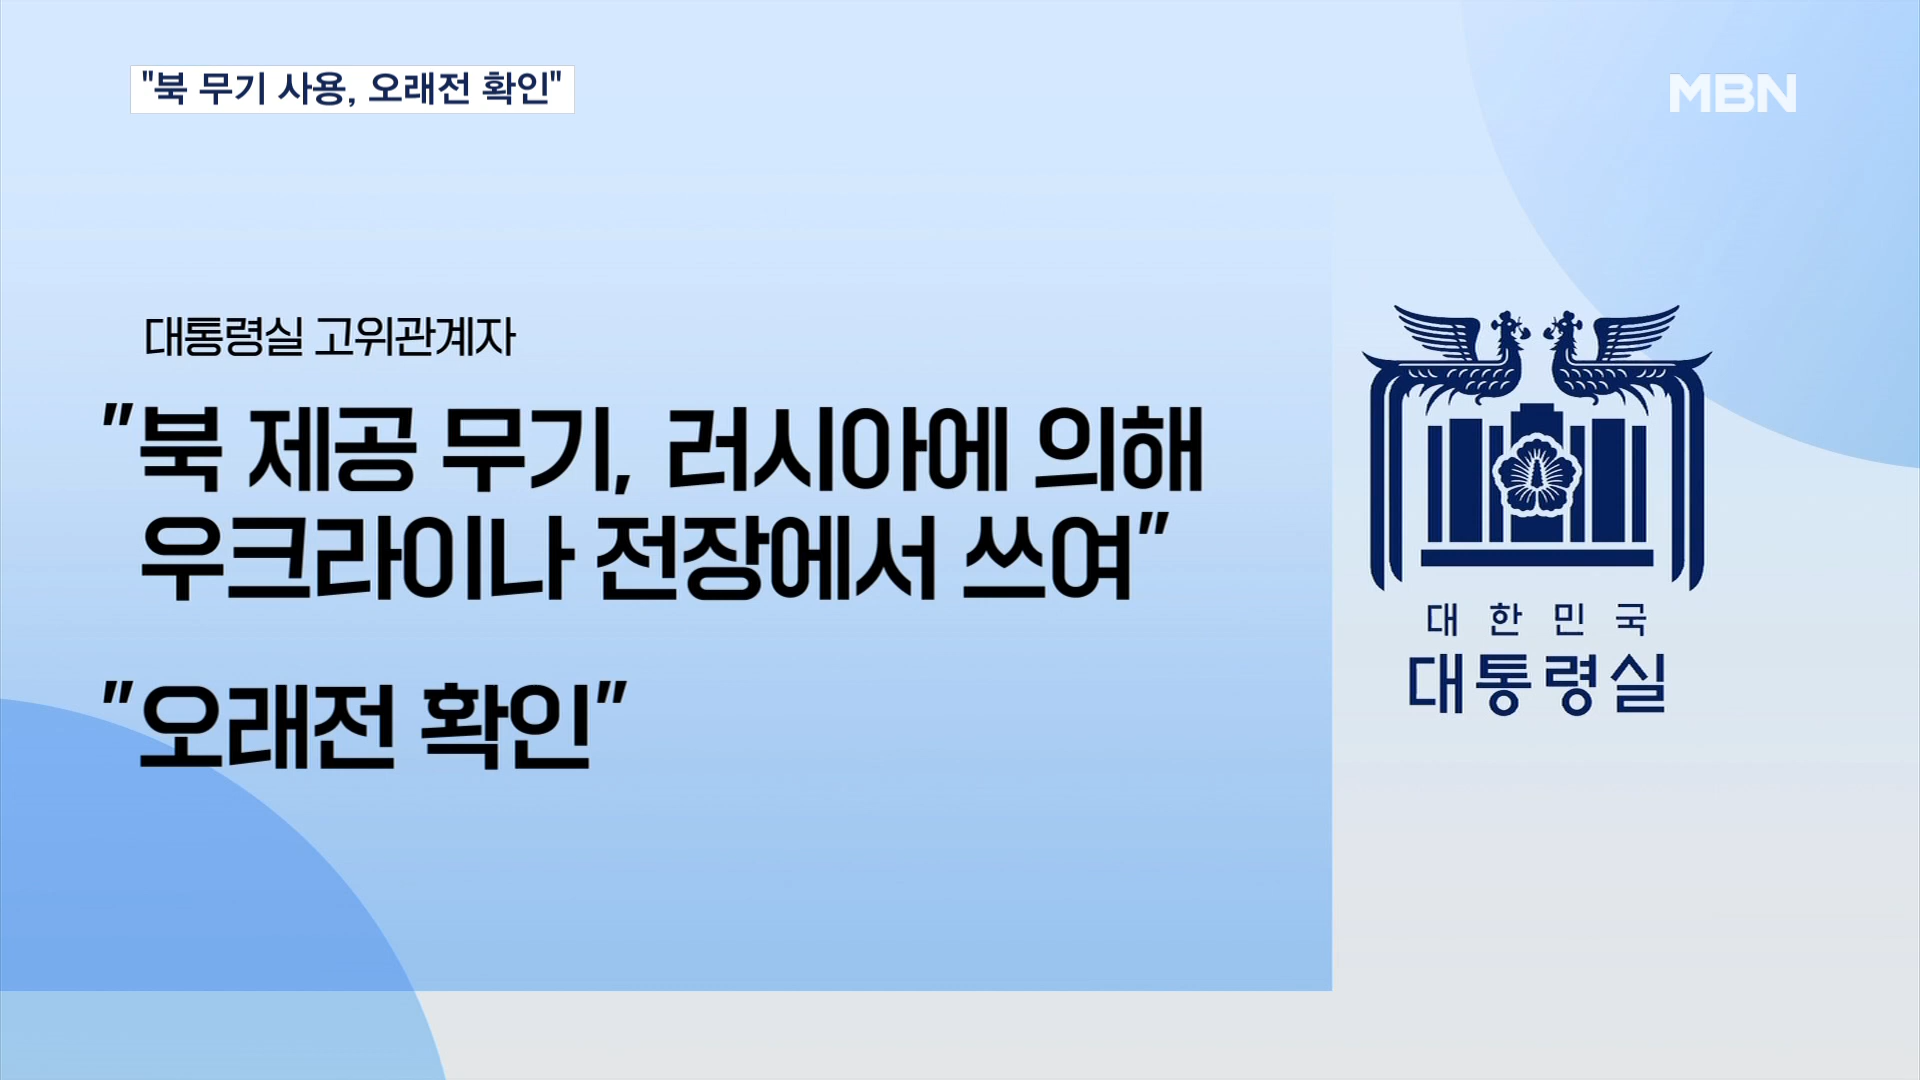 "북 무기 사용, 오래전 확인"
MBN
대통령실 고위관계자
"북 제공 무기, 러시아에 의해
우크라이나 전장에서 쓰여"
"오래전 확인"
대한민국
대통령실